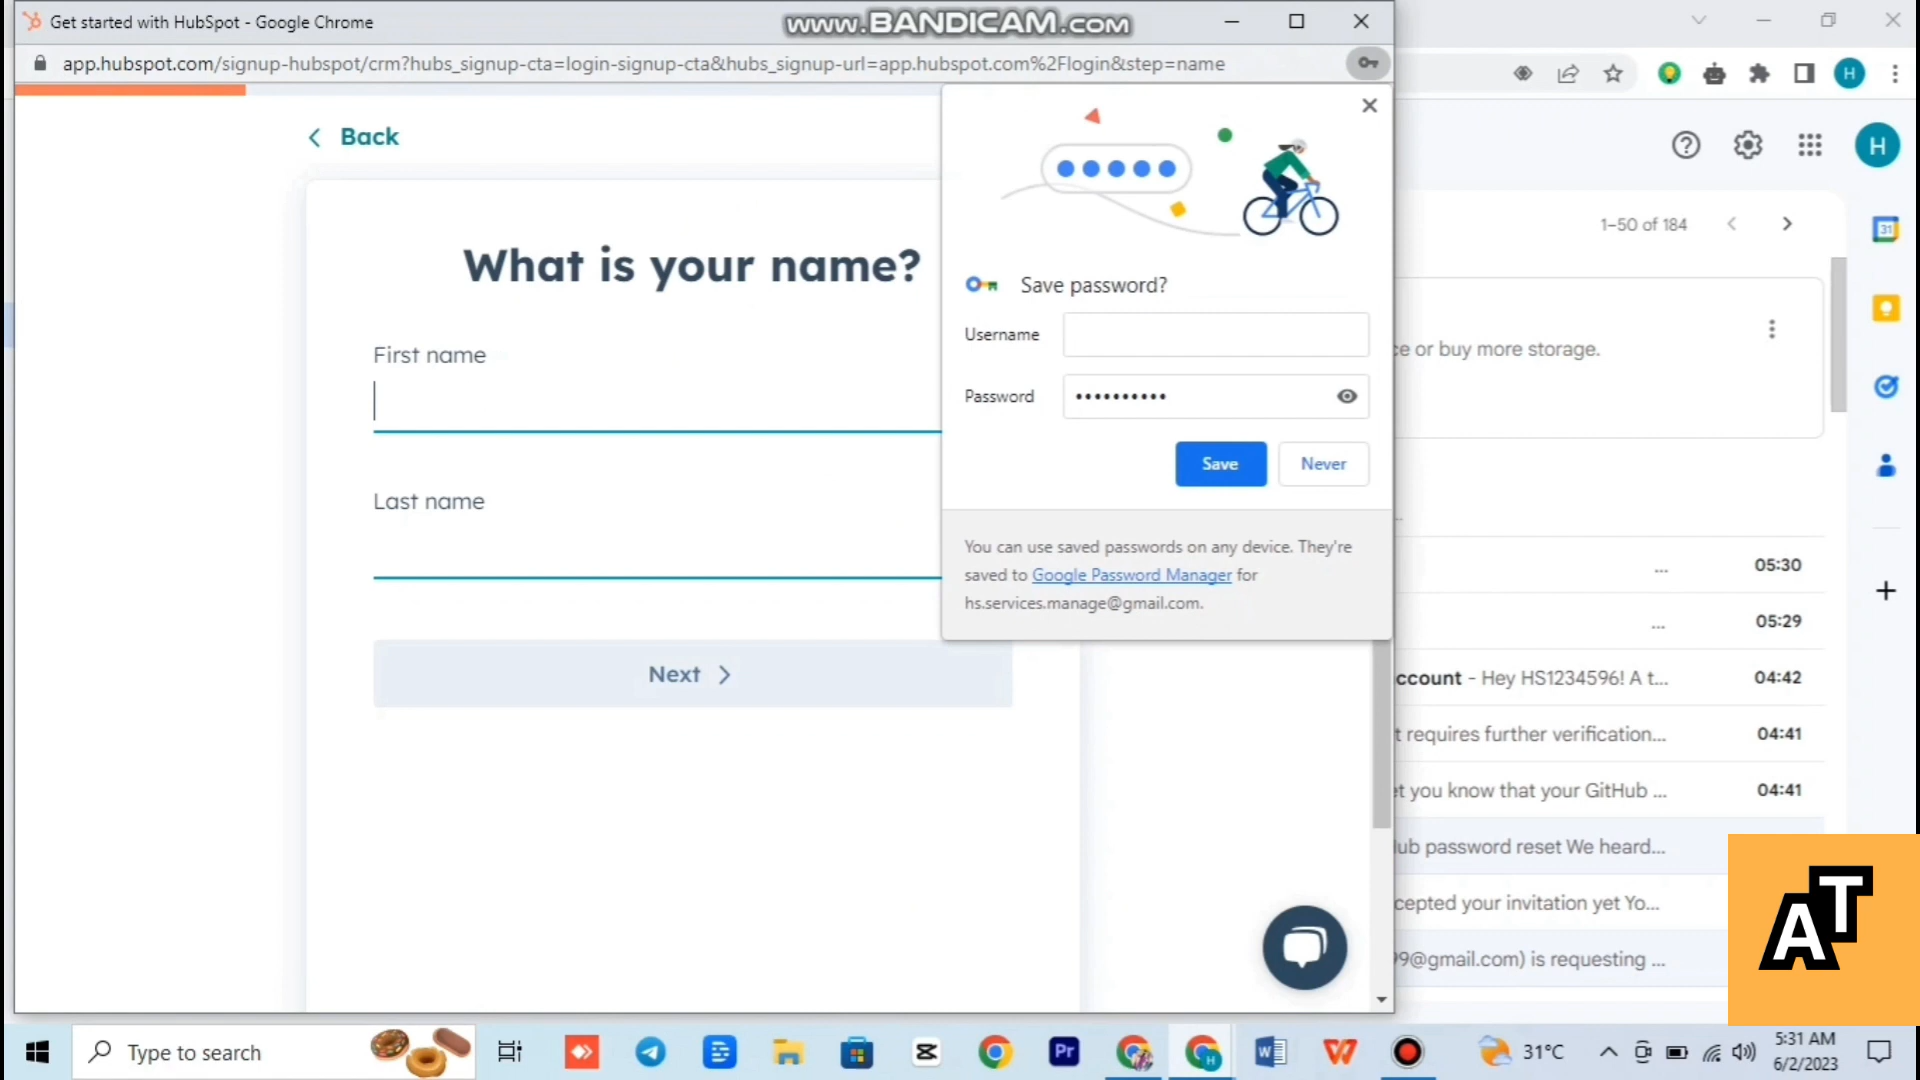 Get started with HubSpot - Google Chrome
www.BANDICAM.com
app.hubspot.com/signup-hubspot/crm?hubs_signup-cta=login-signup-cta&hubs_signup-url=app.hubspot.com%2Flogin&step=name
H
Back
H
What is your name?
First name
Last name
Next
Save password?
Username
Password
Save
Never
You can use saved passwords on any device. They're
saved to Google Password Manager for
hs.services.manage@gmail.com.
1–50 of 184
31
ce or buy more storage.
... 05:30
... 05:29
ccount - Hey HS1234596! A t... 04:42
t requires further verification... 04:41
et you know that your GitHub ... 04:41
ub password reset We heard...
cepted your invitation yet Yo...
99@gmail.com) is requesting ...
AT
Type to search
Pr
H
W
31°C
5:31 AM
6/2/2023